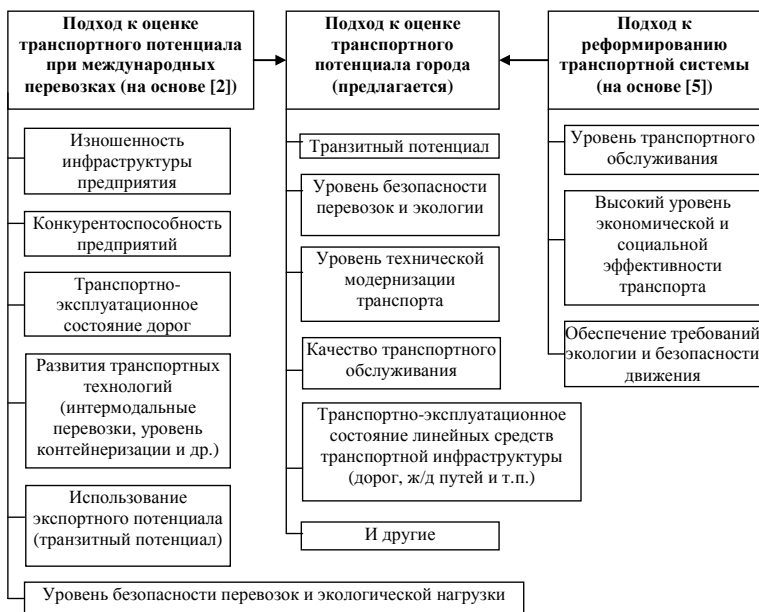 Подход к оценке
транспортного потенциала
при международных
перевозках (на основе [2])
Изношенность
инфраструктуры
предприятия
Конкурентоспособность
предприятий
Транспортно-
эксплуатационное
состояние дорог
Развития транспортных
технологий
(интермодальные
перевозки, уровень
контейнеризации и др.)
Использование
экспортного потенциала
(транзитный потенциал)
Уровень безопасности перевозок и экологической нагрузки
Подход к оценке
транспортного
потенциала города
(предлагается)
Транзитный потенциал
Уровень безопасности
перевозок и экологии
Уровень технической
модернизации
транспорта
Качество транспортного
обслуживания
Транспортно-эксплуатационное
состояние линейных средств
транспортной инфраструктуры
(дорог, ж/д путей и т.п.)
И другие
Подход к
реформированию
транспортной системы
(на основе [5])
Уровень транспортного
обслуживания
Высокий уровень
экономической и
социальной
эффективности
транспорта
Обеспечение требований
экологии и безопасности
движения